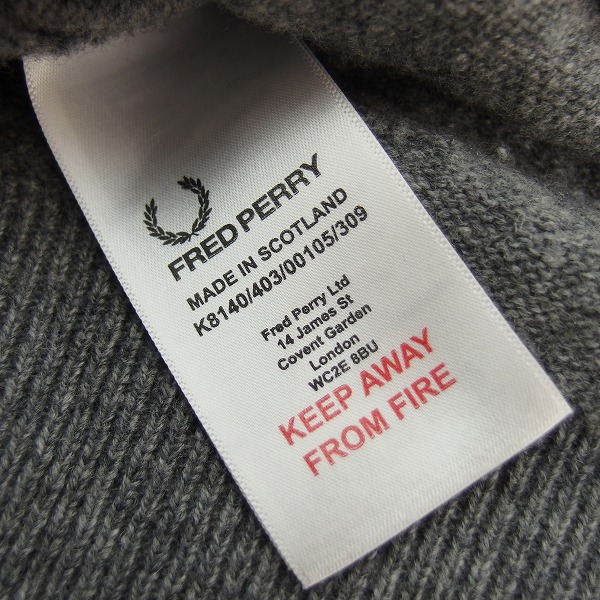 FRED PERRY
MADE IN SCOTLAND
K8140/403/00105/309
Fred Perry Ltd
14 James St
Covent Garden
London
WC2E 8BU
KEEP AWAY
FROM FIRE